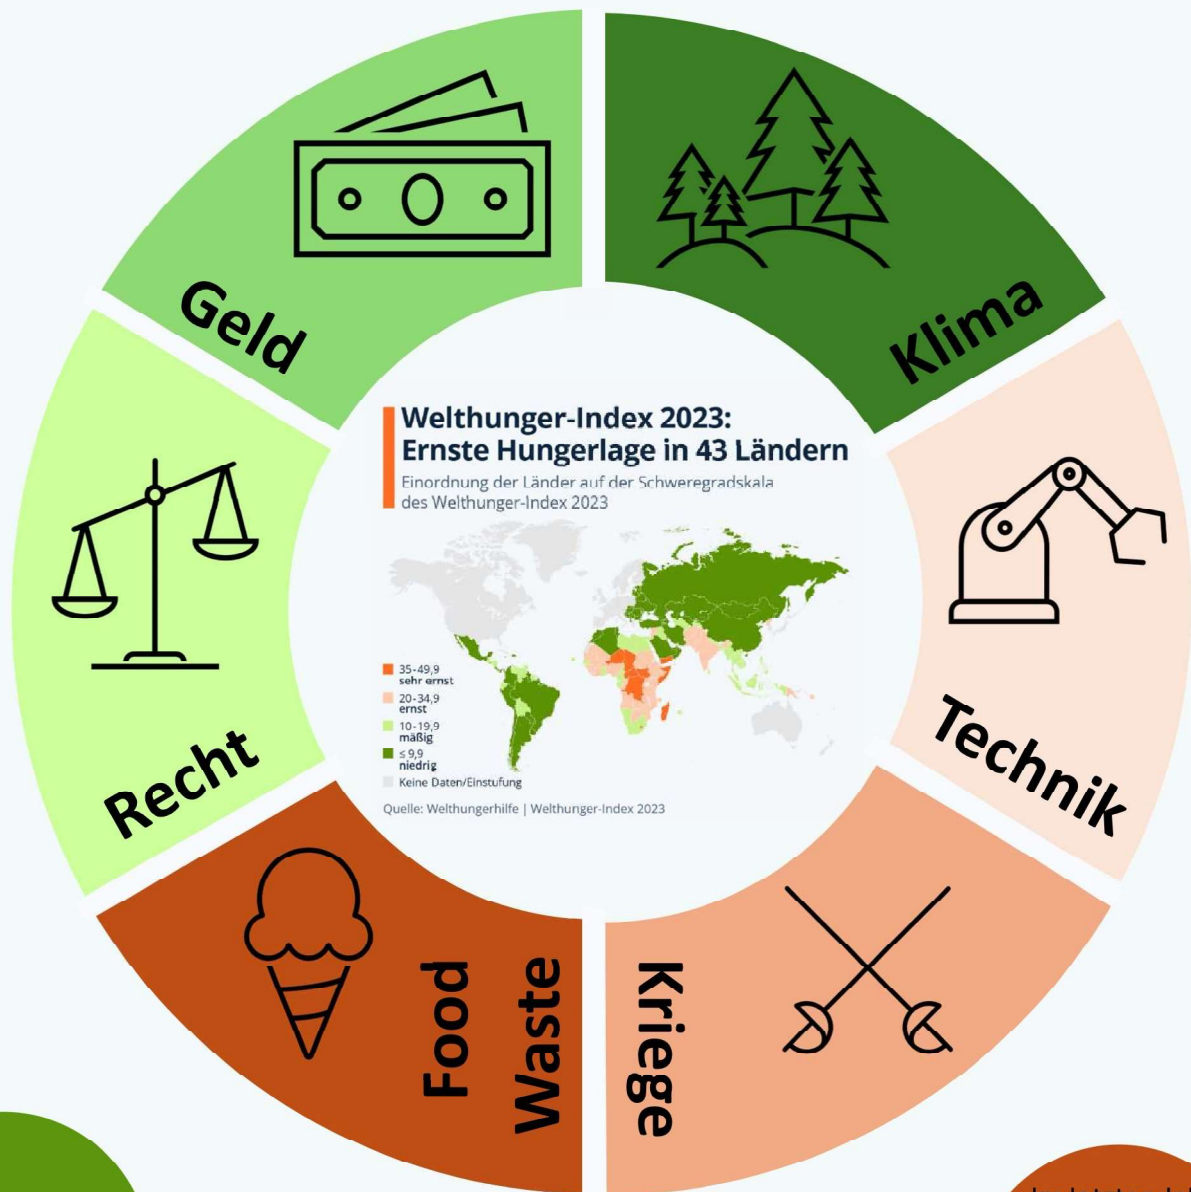 Geld
Klima
Welthunger-Index 2023:
Ernste Hungerlage in 43 Ländern
Einordnung der Länder auf der Schweregradskala
des Welthunger-Index 2023
35-49,9
sehr ernst
20-34,9
ernst
10-19,9
mäßig
≤ 9,9
niedrig
Keine Daten/Einstufung
Quelle: Welthungerhilfe | Welthunger-Index 2023
Recht
Technik
Food
Waste
Kriege